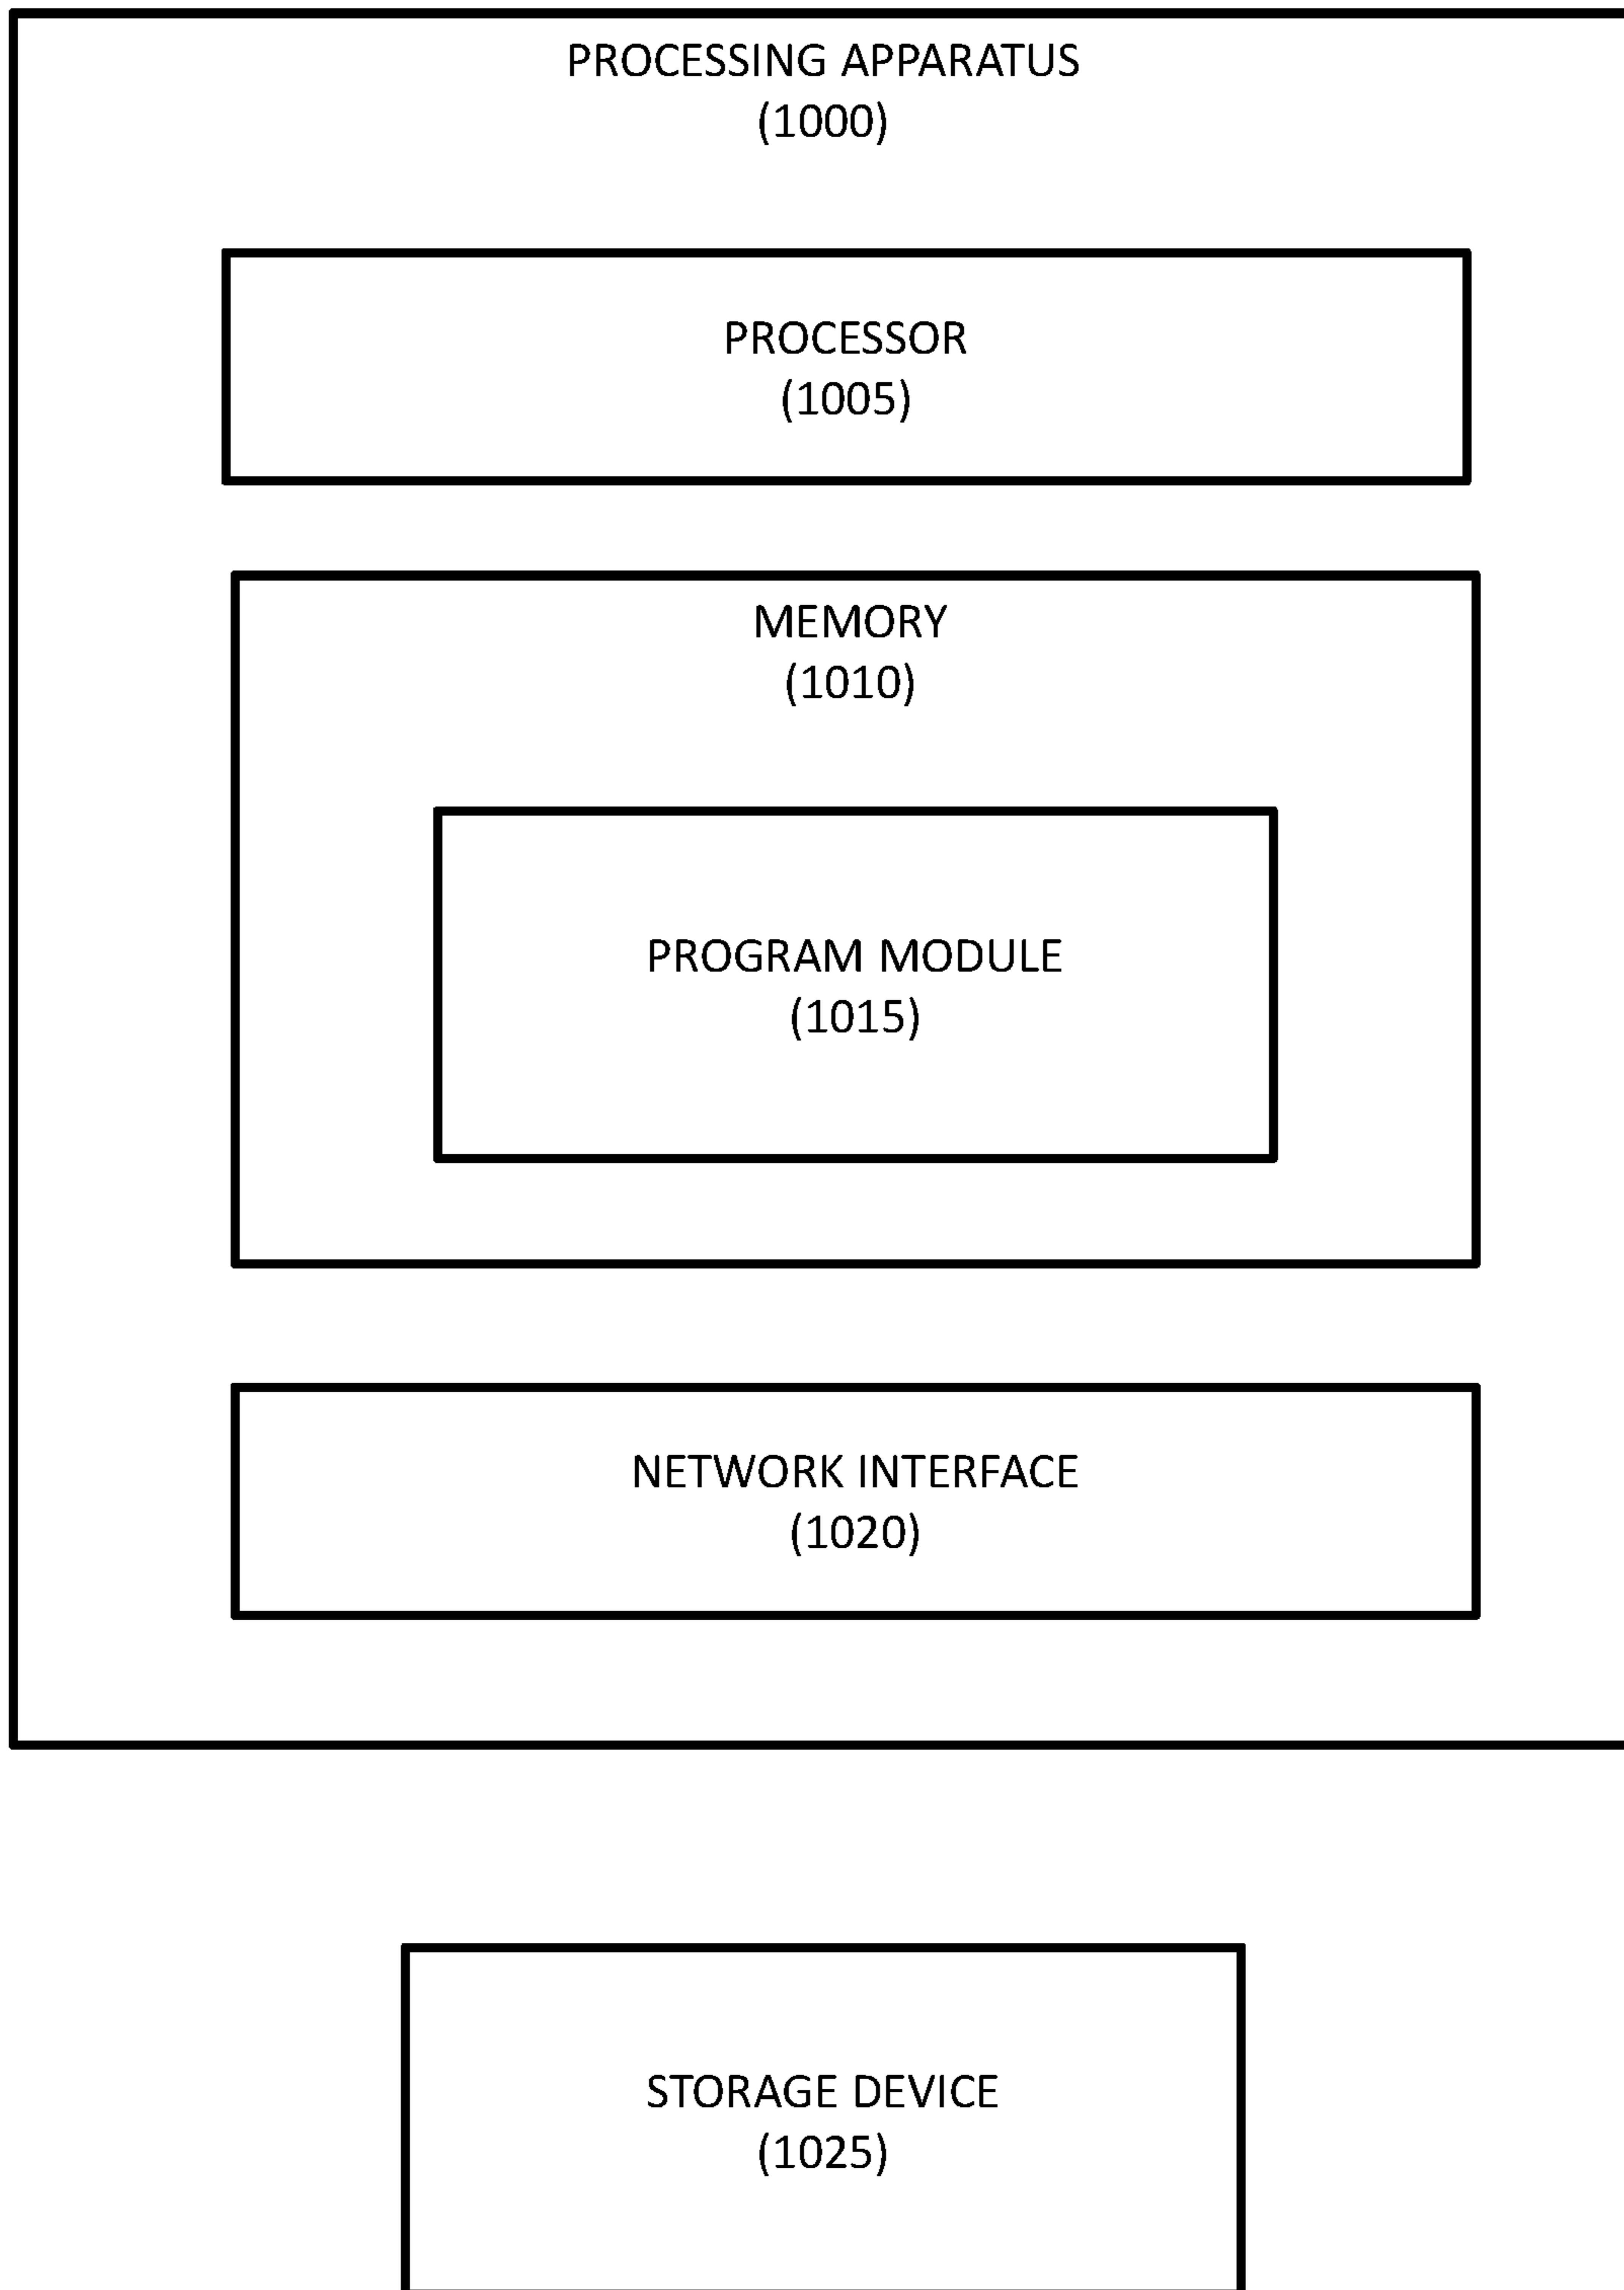 PROCESSING APPARATUS
(1000)
PROCESSOR
(1005)
MEMORY
(1010)
PROGRAM MODULE
(1015)
NETWORK INTERFACE
(1020)
STORAGE DEVICE
(1025)